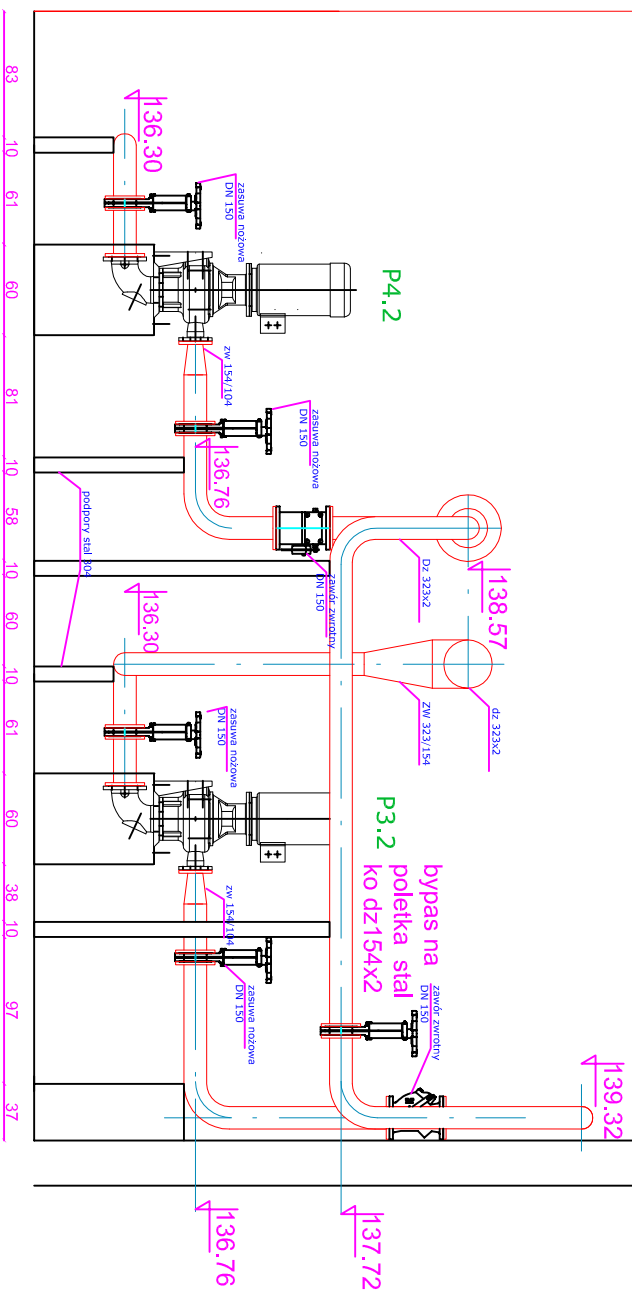 139.32
138.57
dz 323x2
Dz 323x2
ZW 323/154
zawór zwrotny
DN 150
bypas na
poletka stal
ko dz154x2
P4.2
P3.2
137.72
zawór zwrotny
DN 150
zasuwa nożowa
DN 150
zasuwa nożowa
DN 150
zasuwa nożowa
DN 150
zasuwa nożowa
DN 150
zw 154/104
zw 154/104
136.76
136.76
136.30
136.30
podpory stal 304
83 10 61 60 81 10 58 10 60 10 61 60 38 10 97 37